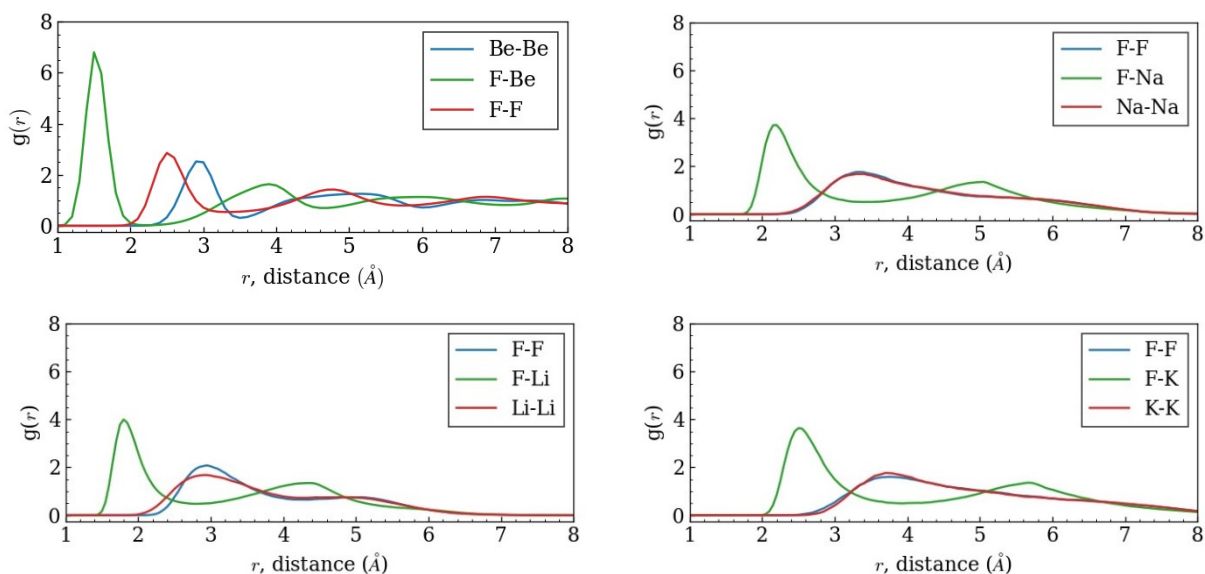 8
6
4
2
0
g(r)
1 2 3 4 5 6 7 8
r, distance (Å)
Be-Be
F-Be
F-F
8
6
4
2
0
g(r)
1 2 3 4 5 6 7 8
r, distance (Å)
F-F
F-Na
Na-Na
8
6
4
2
0
g(r)
1 2 3 4 5 6 7 8
r, distance (Å)
F-F
F-Li
Li-Li
8
6
4
2
0
g(r)
1 2 3 4 5 6 7 8
r, distance (Å)
F-F
F-K
K-K